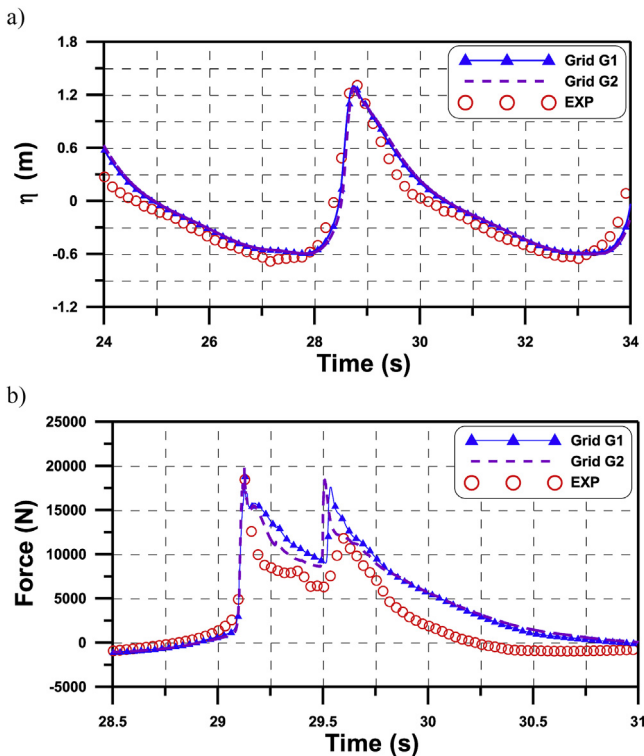 a)
1.8
1.2
0.6
0
-0.6
-1.2
η (m)
Grid G1
Grid G2
EXP
24 26 28 30 32 34
Time (s)
b)
25000
20000
15000
10000
5000
0
-5000
Force (N)
Grid G1
Grid G2
EXP
28.5 29 29.5 30 30.5 31
Time (s)